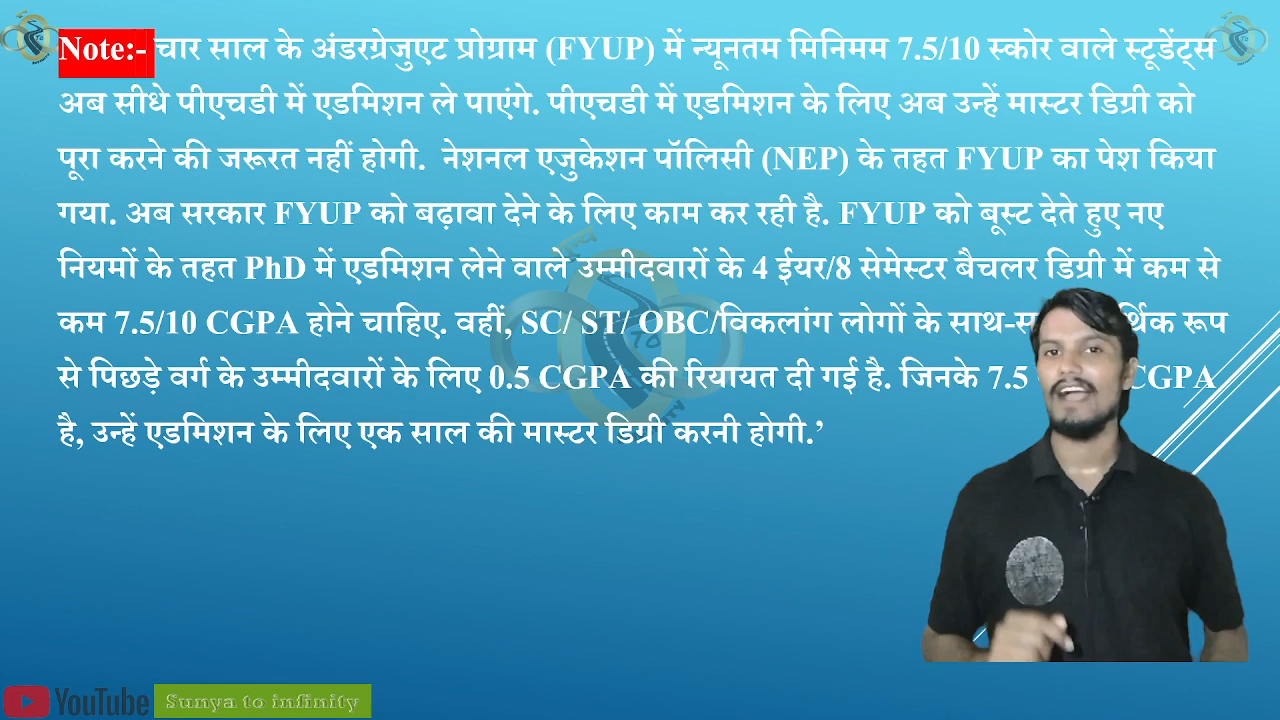 Note:- चार साल के अंडरग्रेजुएट प्रोग्राम (FYUP) में न्यूनतम मिनिमम 7.5/10 स्कोर वाले स्टूडेंट्स
अब सीधे पीएचडी में एडमिशन ले पाएंगे. पीएचडी में एडमिशन के लिए अब उन्हें मास्टर डिग्री को
पूरा करने की जरूरत नहीं होगी. नेशनल एजुकेशन पॉलिसी (NEP) के तहत FYUP का पेश किया
गया. अब सरकार FYUP को बढ़ावा देने के लिए काम कर रही है. FYUP को बूस्ट देते हुए नए
नियमों के तहत PhD में एडमिशन लेने वाले उम्मीदवारों के 4 ईयर/8 सेमेस्टर बैचलर डिग्री में कम से
कम 7.5/10 CGPA होने चाहिए. वहीं, SC/ ST/ OBC/विकलांग लोगों के रूप
से पिछड़े वर्ग के उम्मीदवारों के लिए 0.5 CGPA की रियायत दी गई है. जिनके 7.5 CGPA
है, उन्हें एडमिशन के लिए एक साल की मास्टर डिग्री करनी होगी.’
YouTube Sunya to infinity